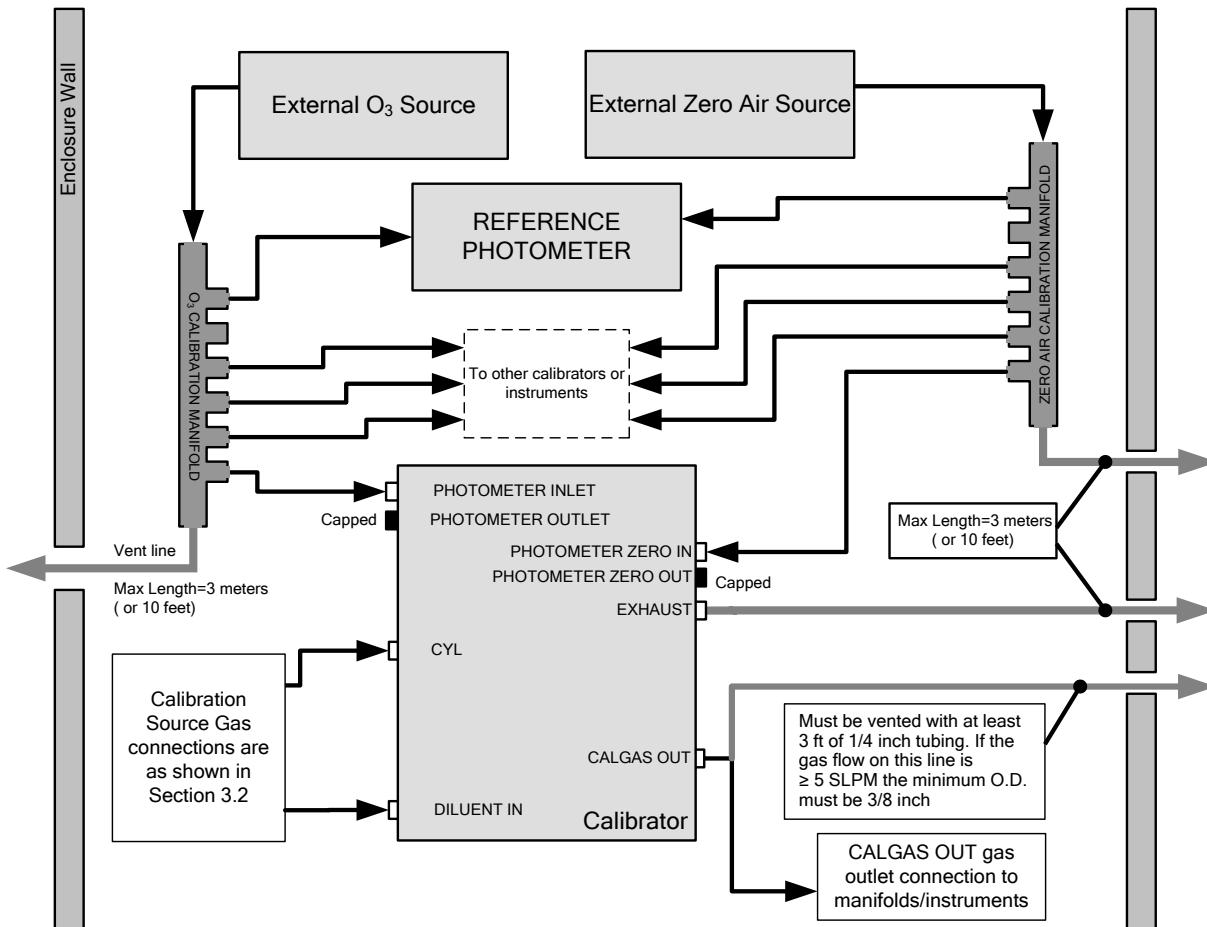 Enclosure Wall
External O₃ Source
External Zero Air Source
REFERENCE
PHOTOMETER
O₃ CALIBRATION MANIFOLD
ZERO AIR CALIBRATION MANIFOLD
To other calibrators or
instruments
PHOTOMETER INLET
Capped
PHOTOMETER OUTLET
PHOTOMETER ZERO IN
PHOTOMETER ZERO OUT
Capped
EXHAUST
Max Length=3 meters
( or 10 feet)
Vent line
Max Length=3 meters
( or 10 feet)
CYL
Calibration
Source Gas
connections are
as shown in
Section 3.2
CALGAS OUT
DILUENT IN
Calibrator
Must be vented with at least
3 ft of 1/4 inch tubing. If the
gas flow on this line is
≥ 5 SLPM the minimum O.D.
must be 3/8 inch
CALGAS OUT gas
outlet connection to
manifolds/instruments